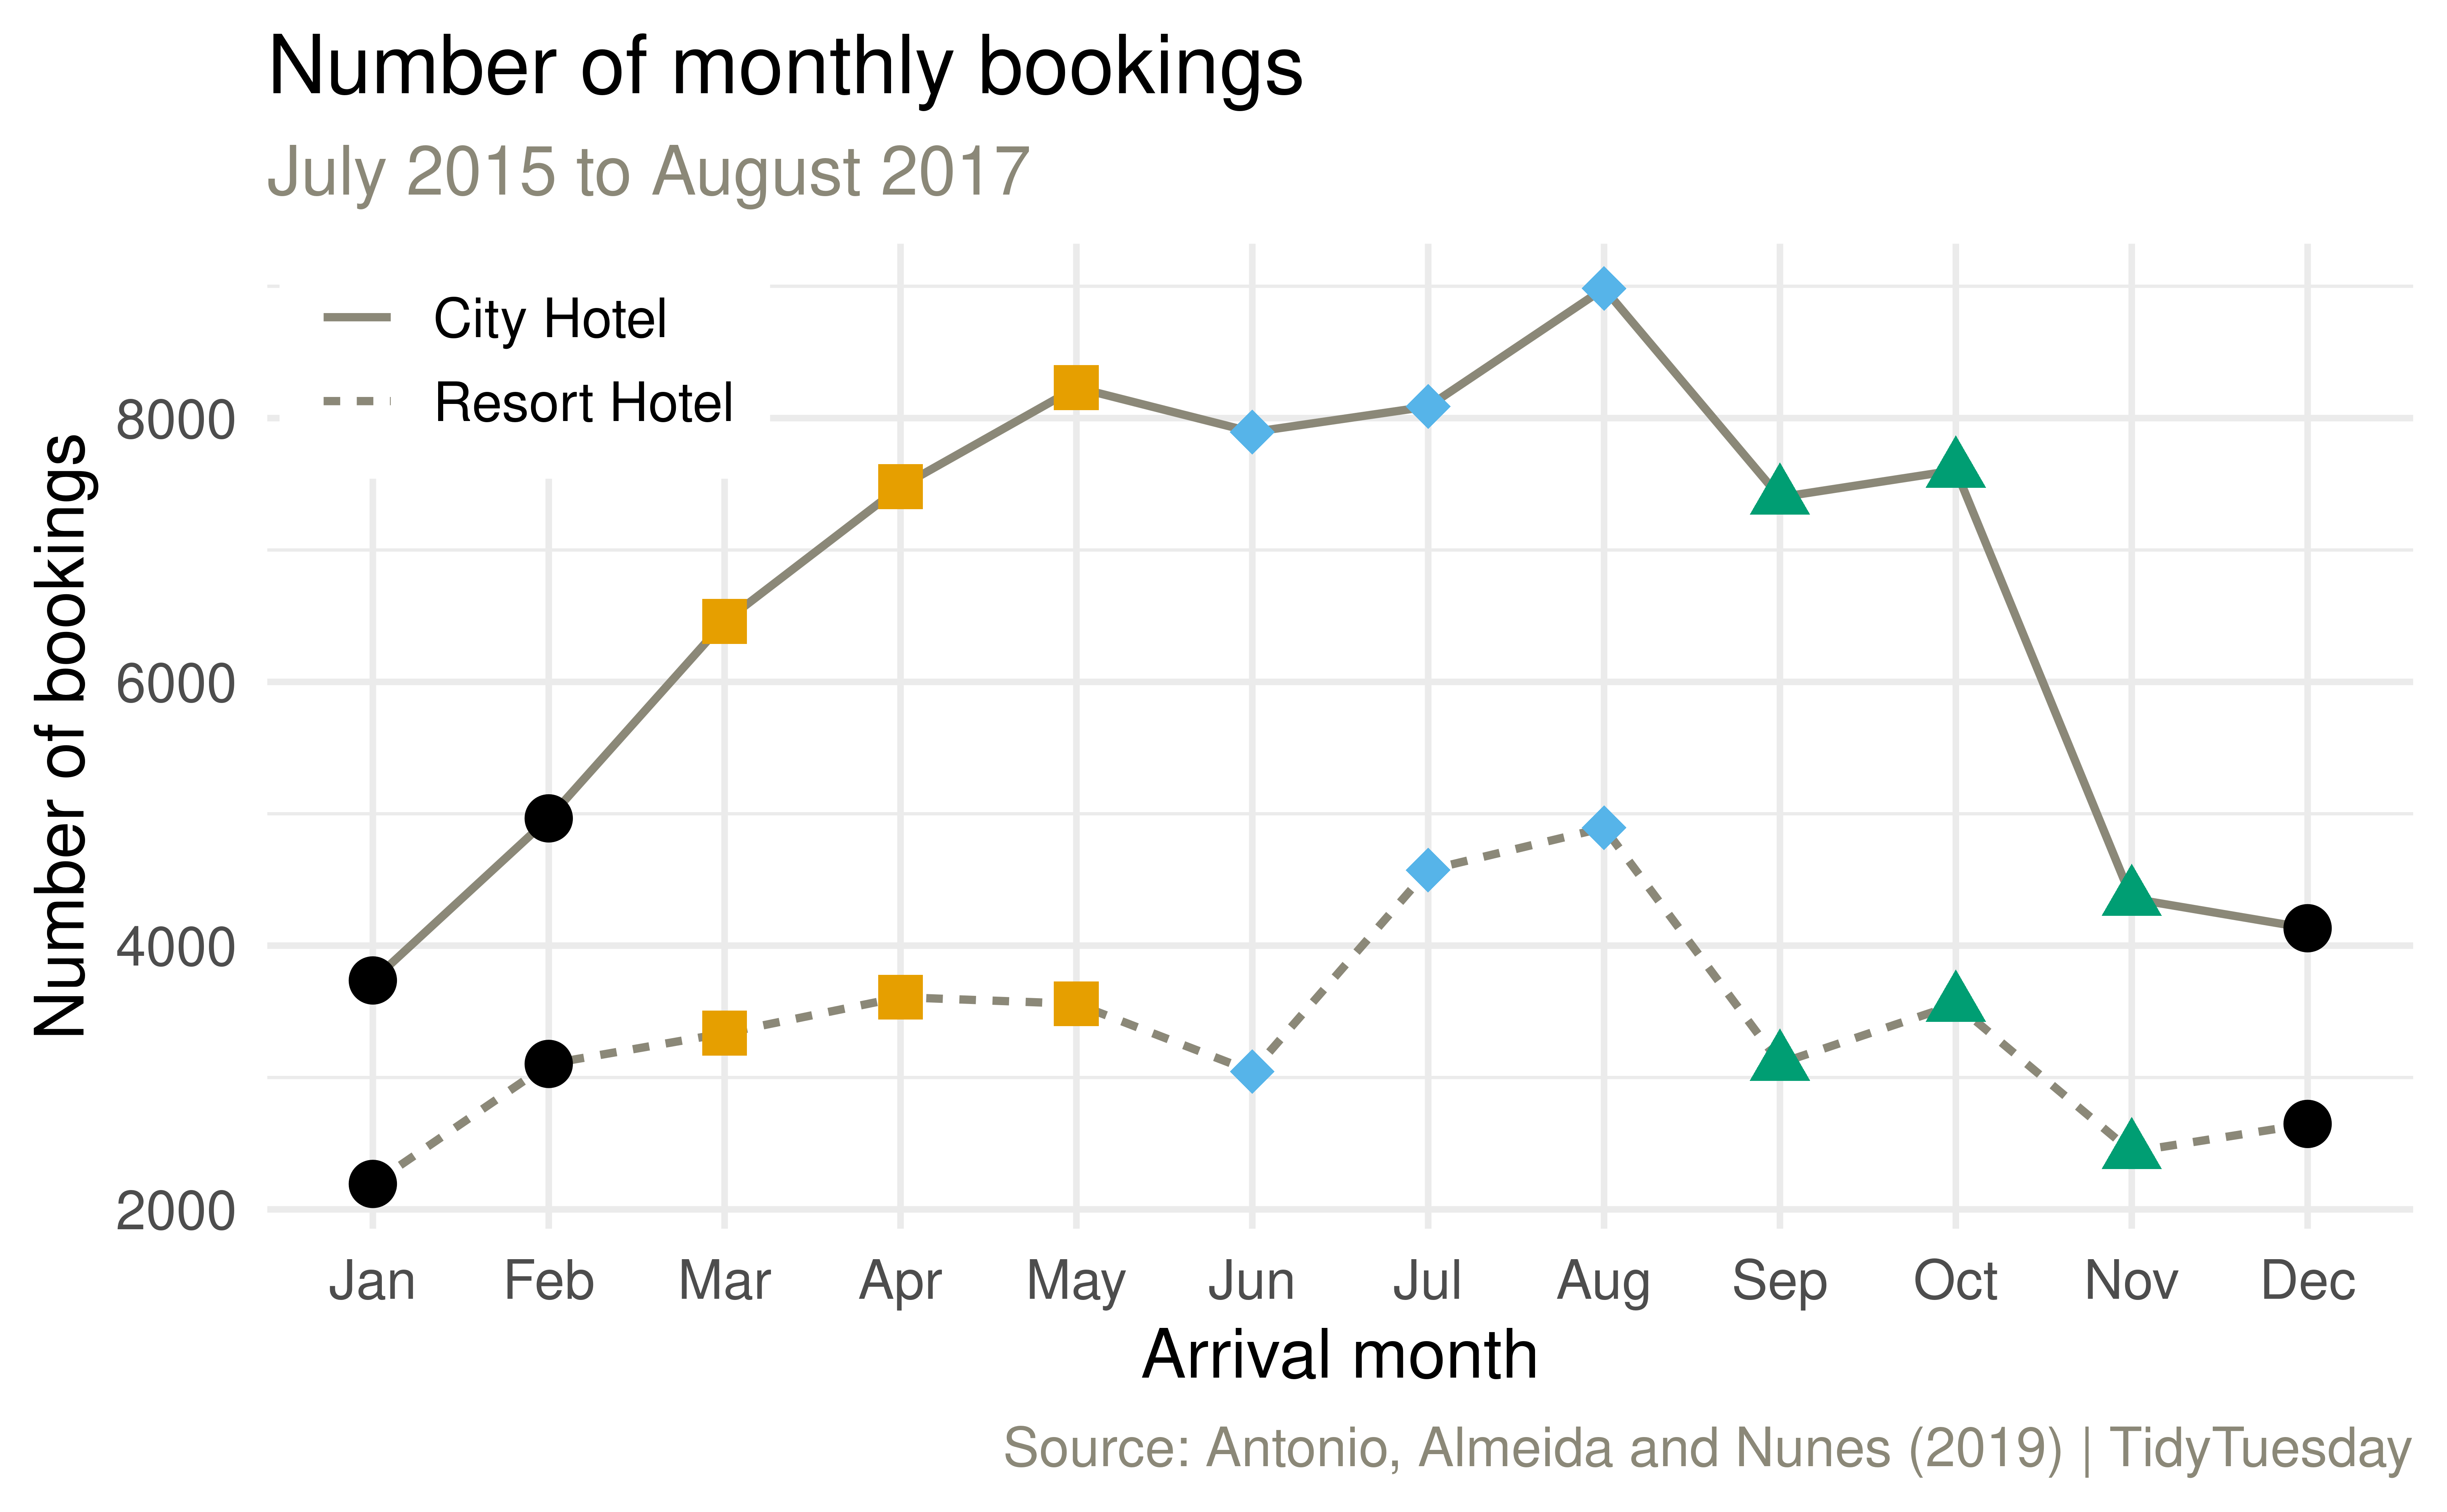 Number of monthly bookings
July 2015 to August 2017
City Hotel
Resort Hotel
Number of bookings
8000
6000
4000
2000
Jan Feb Mar Apr May Jun Jul Aug Sep Oct Nov Dec
Arrival month
Source: Antonio, Almeida and Nunes (2019) | TidyTuesday